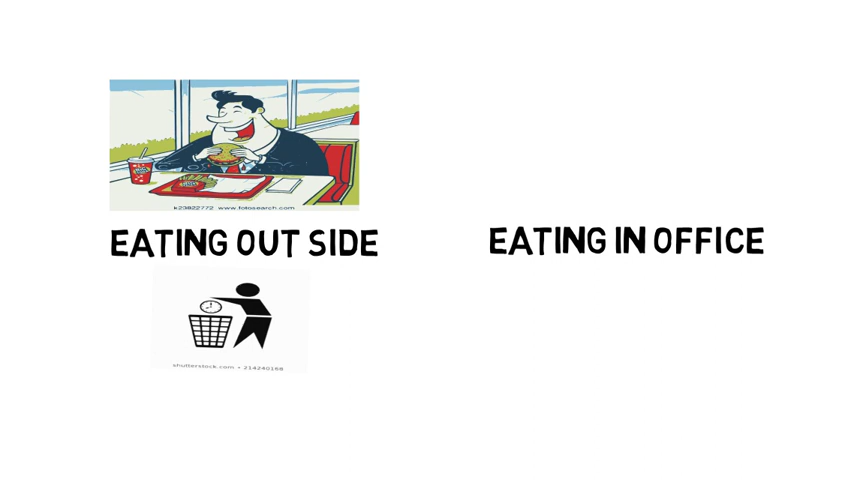 k23822772 www.fotosearch.com
EATING OUT SIDE
EATING IN OFFICE
shutterstock.com • 214240168